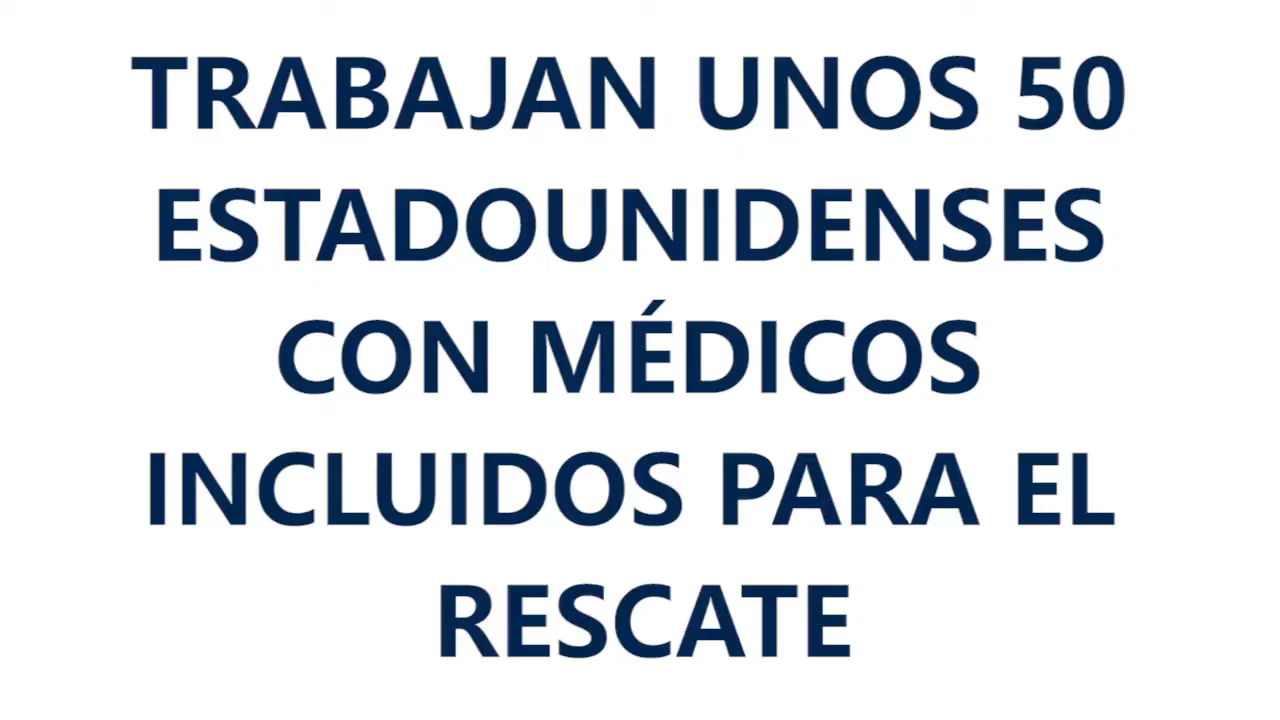 TRABAJAN UNOS 50
ESTADOUNIDENSES
CON MÉDICOS
INCLUIDOS PARA EL
RESCATE